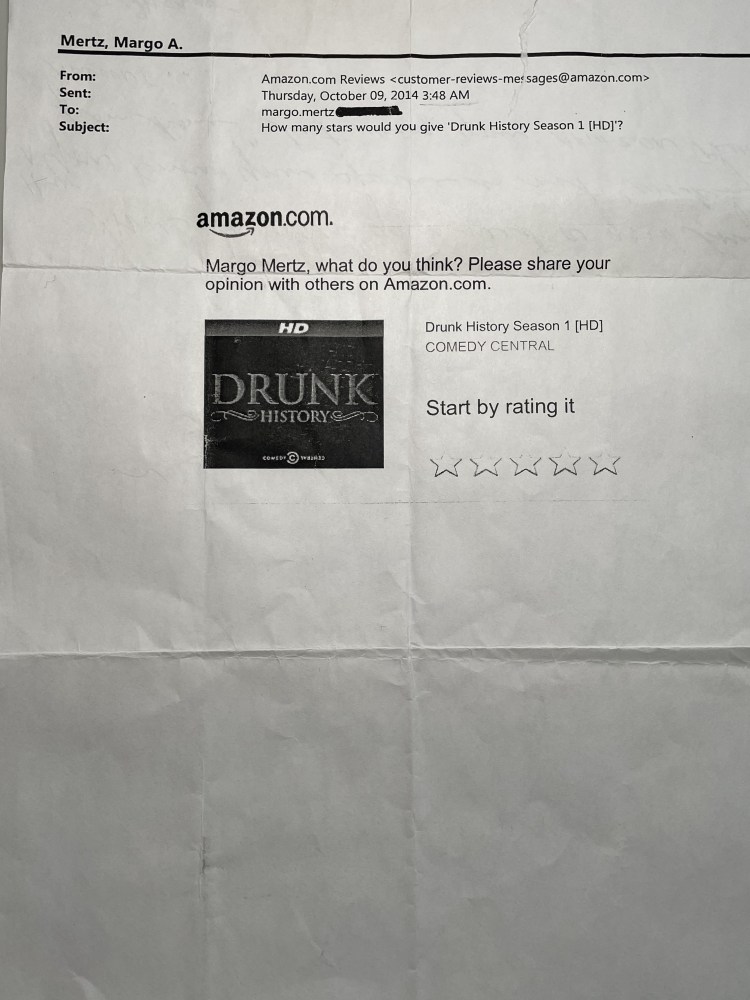 Mertz, Margo A.
From: Amazon.com Reviews <customer-reviews-messages@amazon.com>
Sent: Thursday, October 09, 2014 3:48 AM
To: margo.mertz
Subject: How many stars would you give 'Drunk History Season 1 [HD]'?
amazon.com.
Margo Mertz, what do you think? Please share your
opinion with others on Amazon.com.
HD
DRUNK
HISTORY
COMEDY CENTRAL
Drunk History Season 1 [HD]
COMEDY CENTRAL
Start by rating it